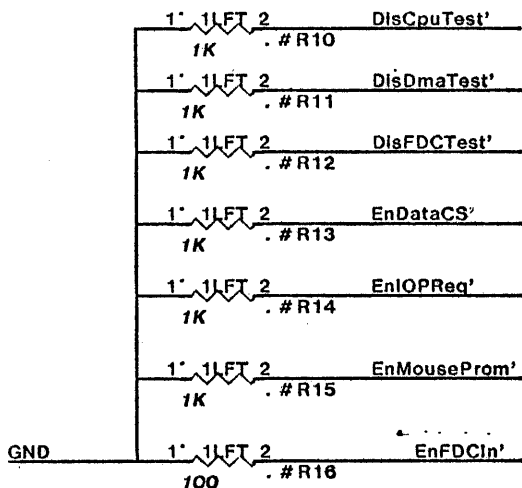 1' 1LFT 2 DisCpuTest'
1K . #R10
1' 1LFT 2 DisDmaTest'
1K . #R11
1' 1LFT 2 DisFDCTest'
1K . #R12
1' 1LFT 2 EnDataCS'
1K . #R13
1' 1LFT 2 EnIOPReq'
1K . #R14
1' 1LFT 2 EnMouseProm'
1K . #R15
GND 1' 1LFT 2 EnFDCIn'
100 . #R16